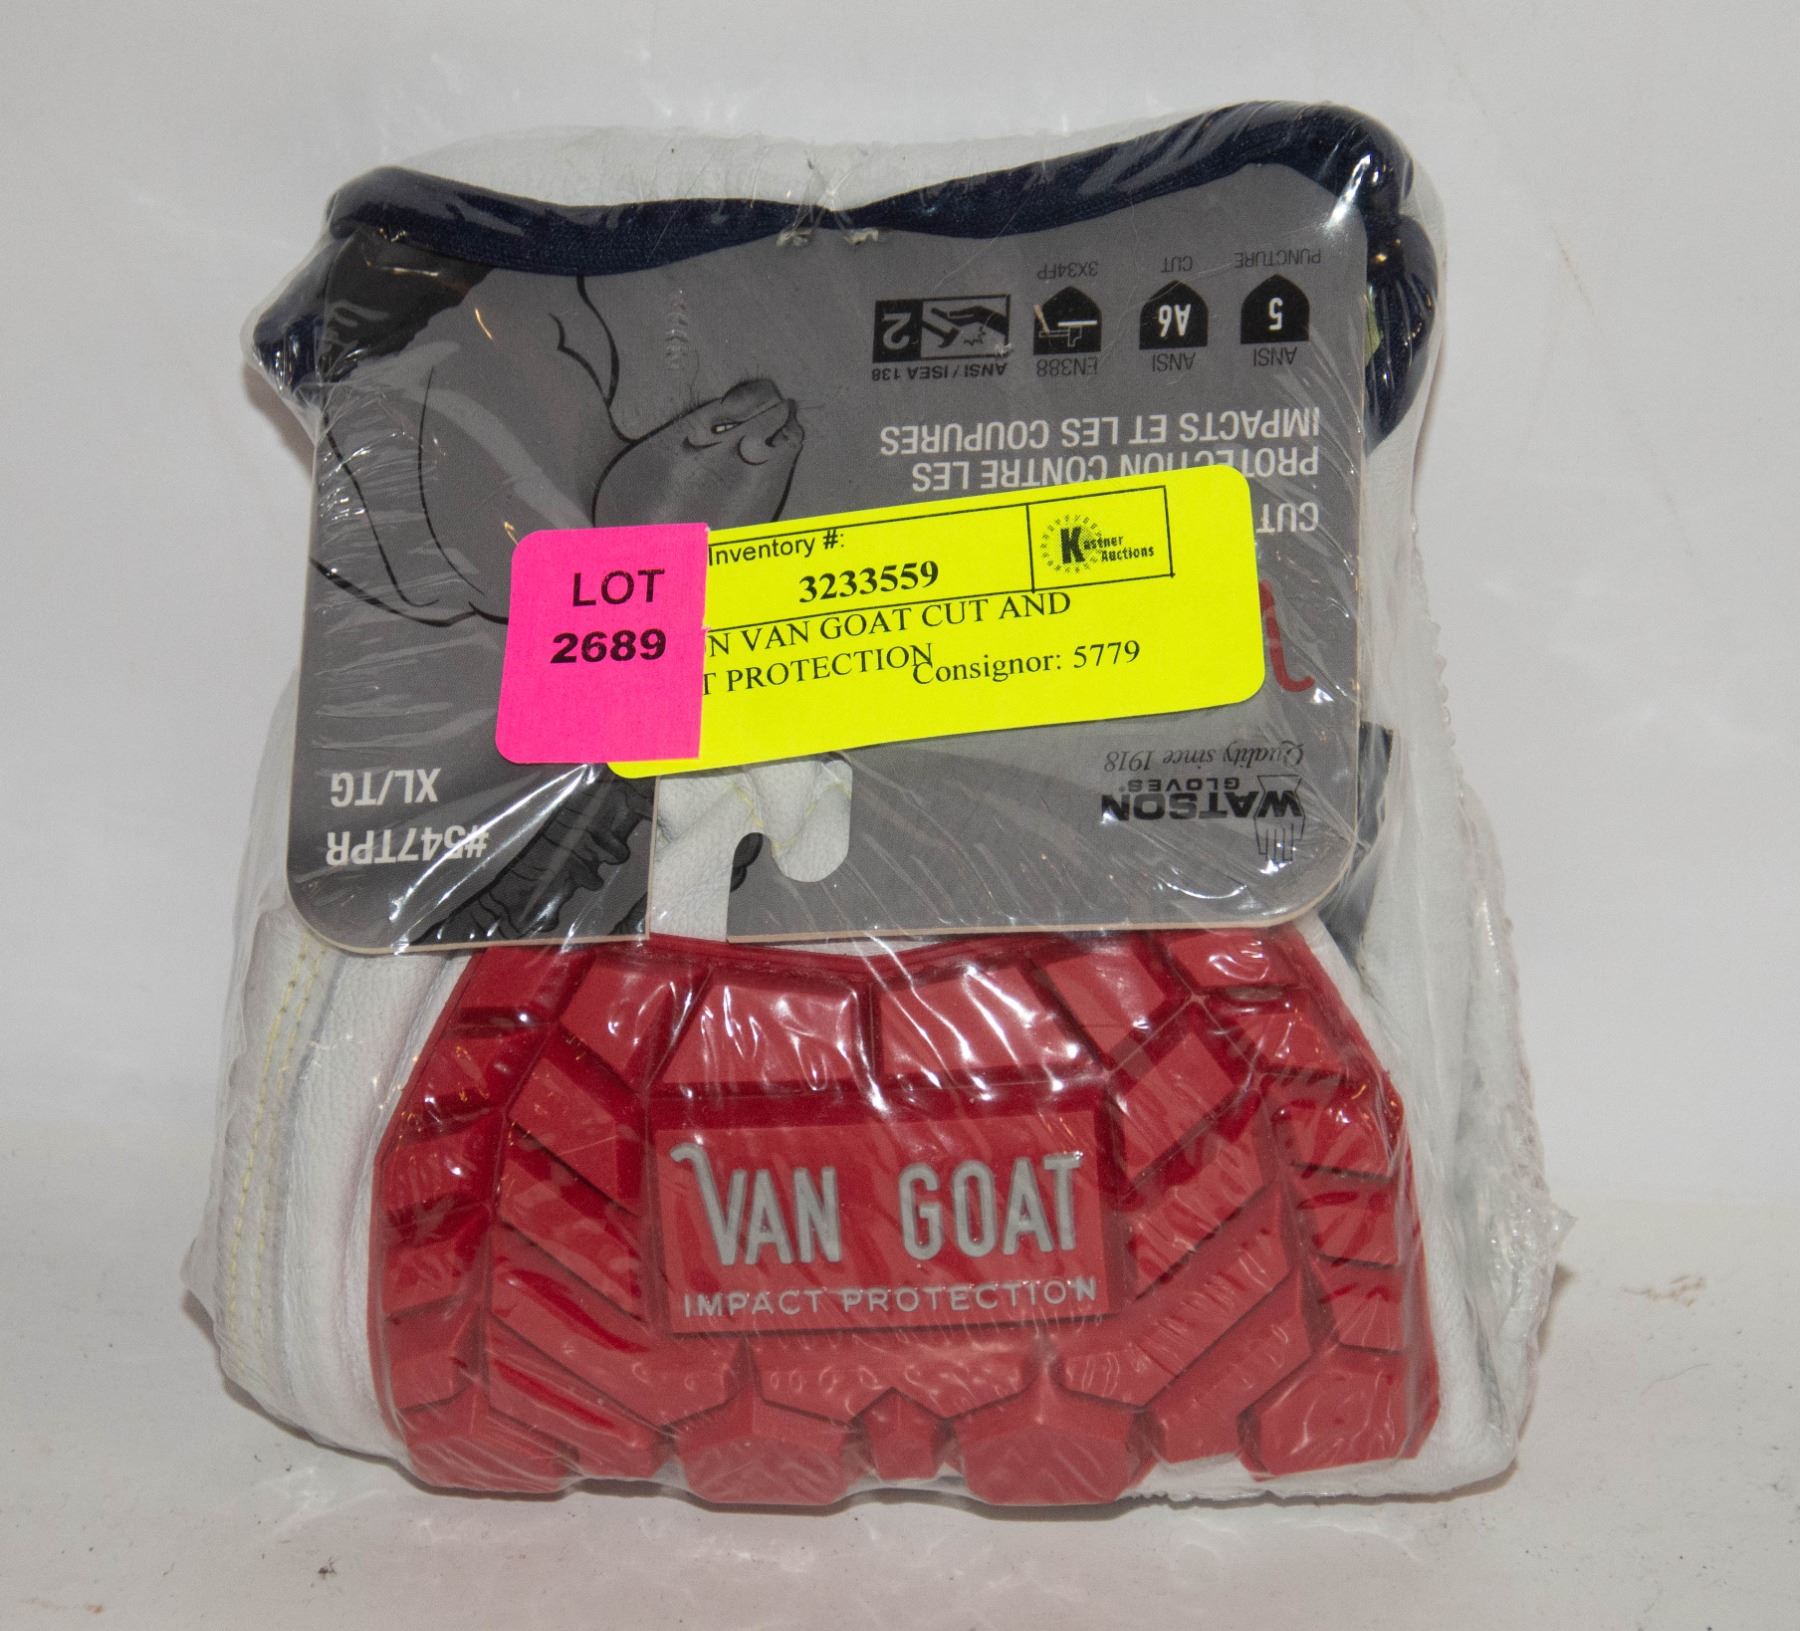 PUNCTURE
CUT
3X34FP
5
A6
2
ANSI
ANSI
EN388
ANSI / ISEA 138
IMPACTS ET LES COUPURES
PROTECTION CONTRE LES
CUT
LOT
2689
Inventory #:
3233559
Kastner
Auctions
VAN GOAT CUT AND
PROTECTION
Consignor: 5779
Quality since 1918
GLOVES
WATSON
XL/TG
#547TPR
VAN GOAT
IMPACT PROTECTION